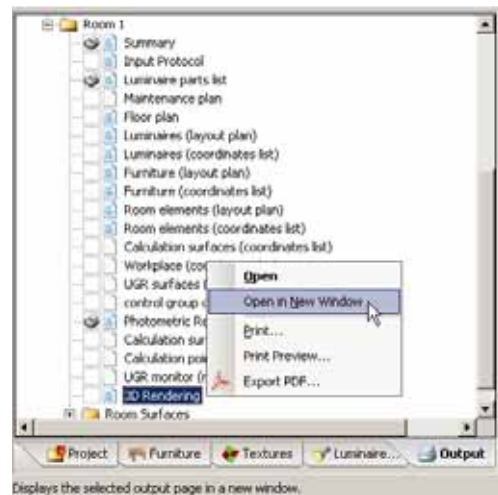 Room 1
Summary
Input Protocol
Luminaire parts list
Maintenance plan
Floor plan
Luminaires (layout plan)
Luminaires (coordinates list)
Furniture (layout plan)
Furniture (coordinates list)
Room elements (layout plan)
Room elements (coordinates list)
Calculation surfaces (coordinates list)
Workplace (coo
UGR surfaces (
control group
Photometric Re
Calculation sur
Calculation poi
UGR monitor (
3D Rendering
Room Surfaces
Open
Open in New Window
Print...
Print Preview...
Export PDF...
Project Furniture Textures Luminaire... Output
Displays the selected output page in a new window.